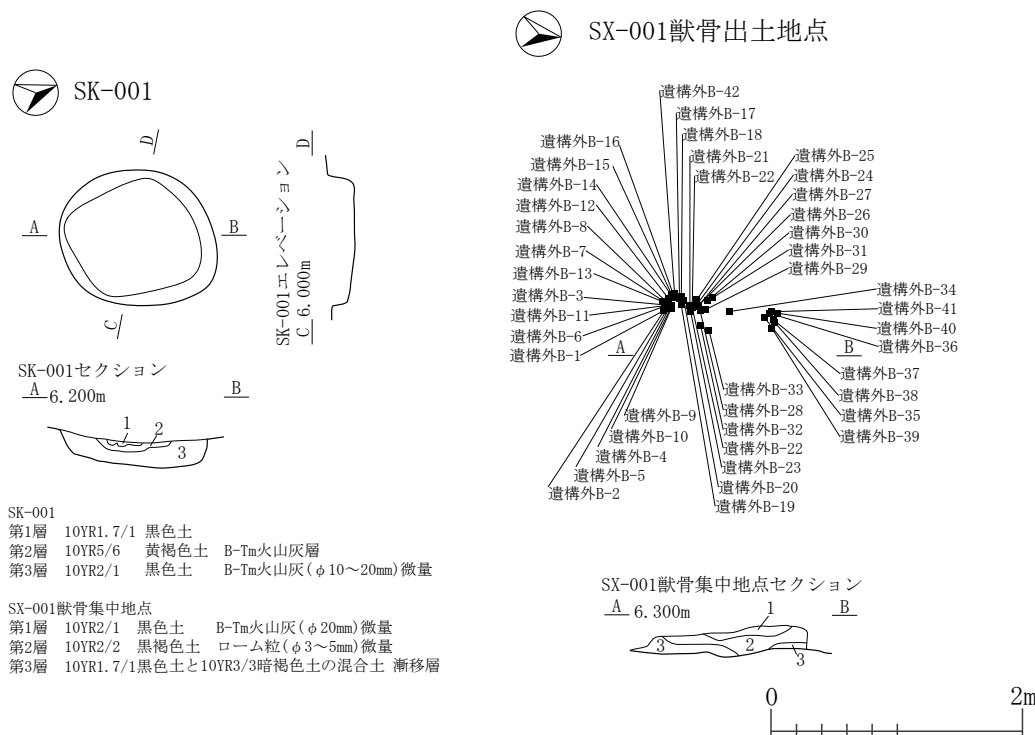 SK-001
D
A
B
C
SK-001エレベーション
C 6.000m
D
SK-001セクション
A 6.200m
B
1
2
3
SK-001
第1層 10YR1.7/1 黒色土
第2層 10YR5/6 黄褐色土 B-Tm火山灰層
第3層 10YR2/1 黒色土 B-Tm火山灰(φ10〜20mm)微量
SX-001獣骨集中地点
第1層 10YR2/1 黒色土 B-Tm火山灰(φ20mm)微量
第2層 10YR2/2 黒褐色土 ローム粒(φ3〜5mm)微量
第3層 10YR1.7/1黒色土と10YR3/3暗褐色土の混合土 漸移層
SX-001獣骨出土地点
遺構外B-42
遺構外B-17
遺構外B-18
遺構外B-21
遺構外B-22
遺構外B-16
遺構外B-15
遺構外B-14
遺構外B-12
遺構外B-8
遺構外B-7
遺構外B-13
遺構外B-3
遺構外B-11
遺構外B-6
遺構外B-1
遺構外B-25
遺構外B-24
遺構外B-27
遺構外B-26
遺構外B-30
遺構外B-31
遺構外B-29
遺構外B-34
遺構外B-41
遺構外B-40
遺構外B-36
遺構外B-37
遺構外B-38
遺構外B-35
遺構外B-39
A
B
遺構外B-9
遺構外B-10
遺構外B-4
遺構外B-5
遺構外B-2
遺構外B-33
遺構外B-28
遺構外B-32
遺構外B-22
遺構外B-23
遺構外B-20
遺構外B-19
SX-001獣骨集中地点セクション
A 6.300m
B
1
2
3
3
0
2m